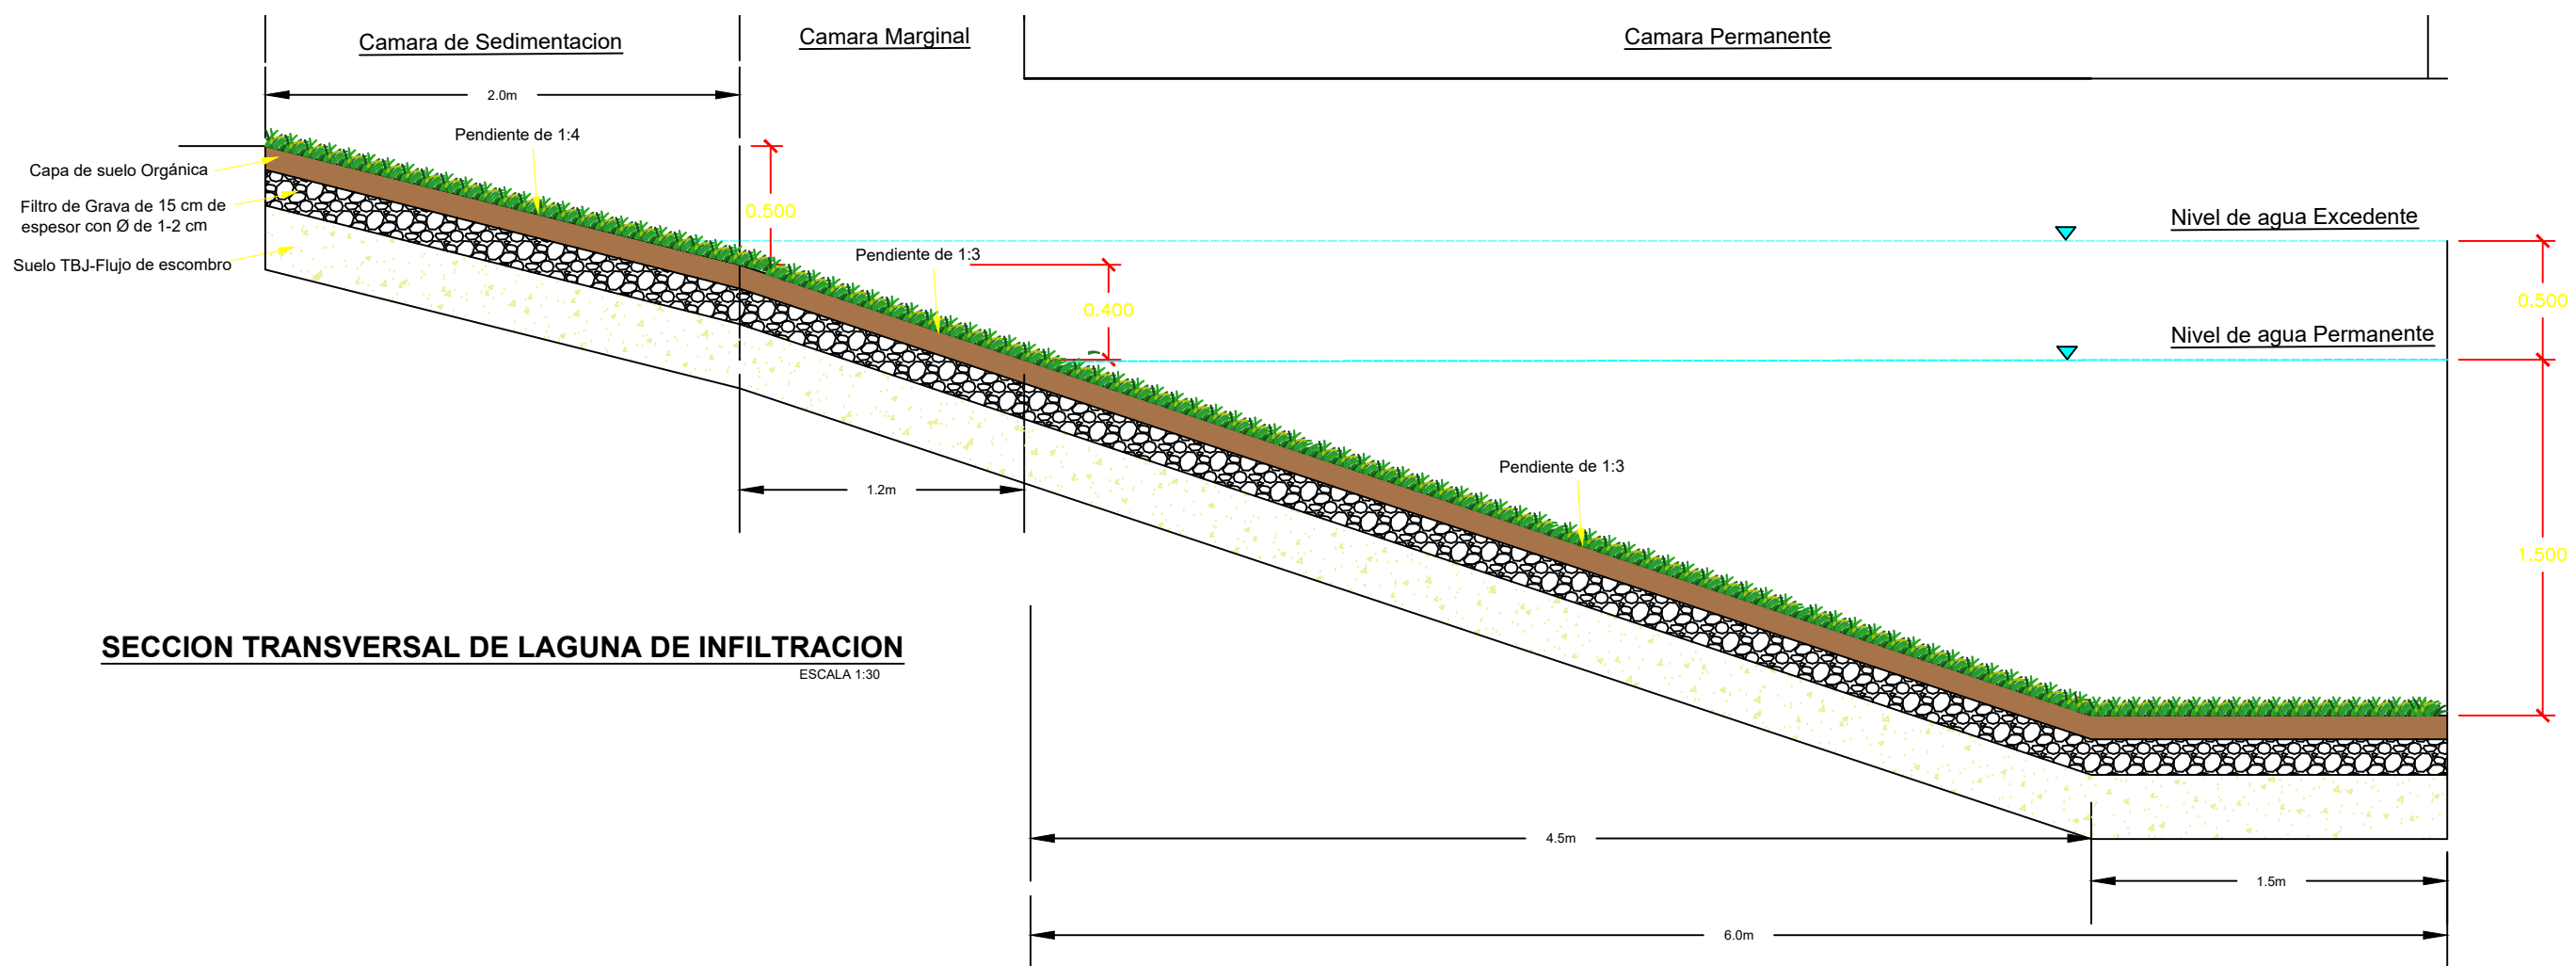 Camara de Sedimentacion
Camara Marginal
Camara Permanente
2.0m
Pendiente de 1:4
Capa de suelo Orgánica
Filtro de Grava de 15 cm de
espesor con Ø de 1-2 cm
Suelo TBJ-Flujo de escombro
0.500
Pendiente de 1:3
0.400
Nivel de agua Excedente
0.500
Nivel de agua Permanente
1.500
Pendiente de 1:3
1.2m
SECCION TRANSVERSAL DE LAGUNA DE INFILTRACION
ESCALA 1:30
4.5m
1.5m
6.0m